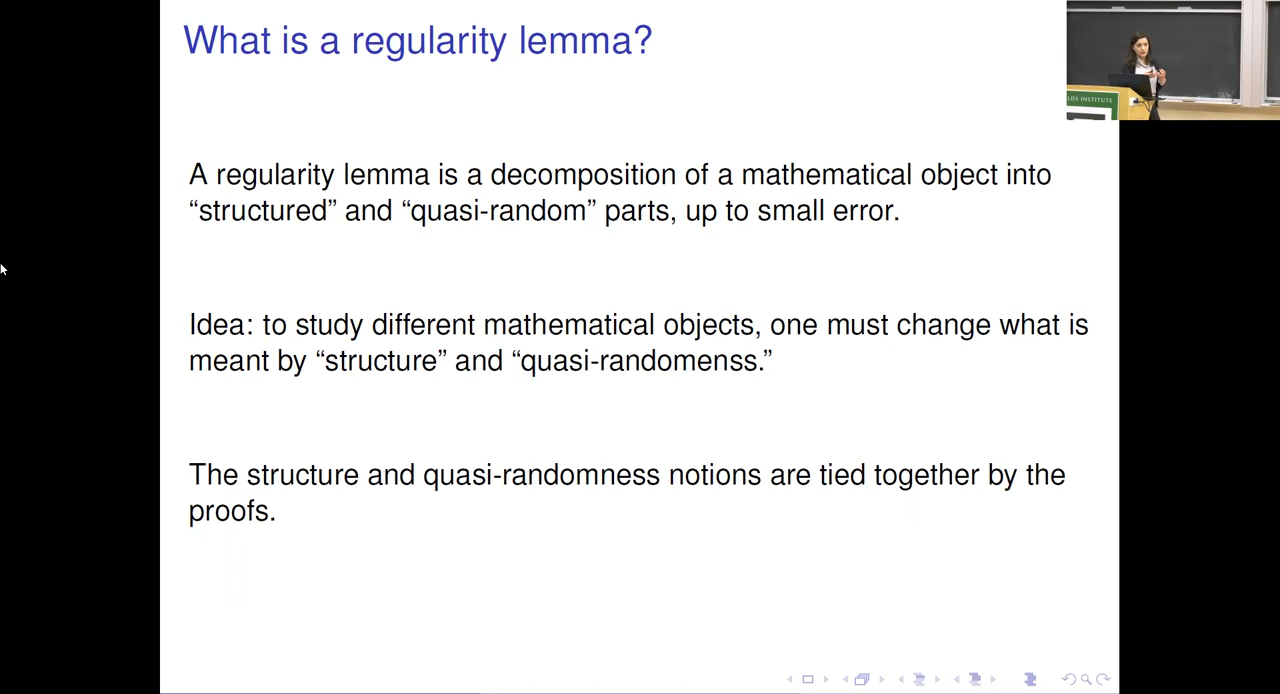 What is a regularity lemma?
A regularity lemma is a decomposition of a mathematical object into
“structured” and “quasi-random” parts, up to small error.
Idea: to study different mathematical objects, one must change what is
meant by “structure” and “quasi-randomenss.”
The structure and quasi-randomness notions are tied together by the
proofs.
LDS INSTITUTE